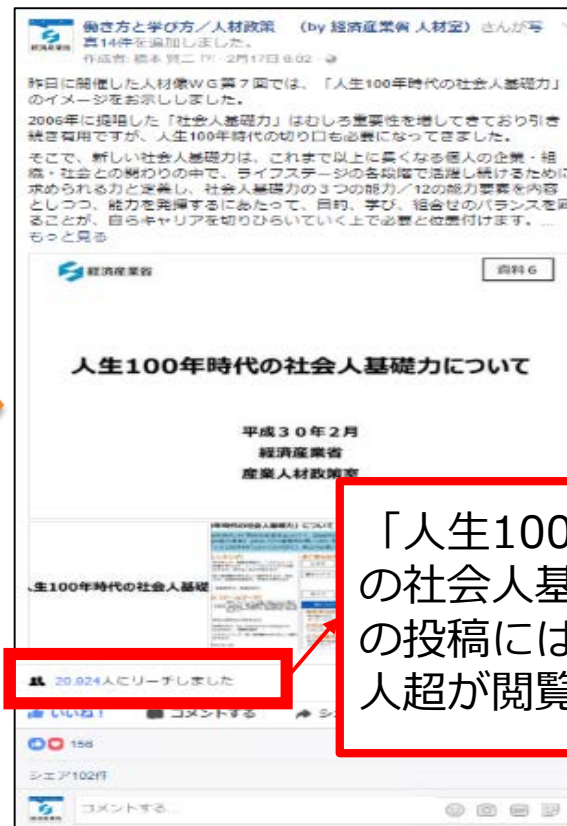 働き方と学び方／人材政策　（by 経済産業省 人材室）さんが写
真14件を追加しました。
作成者: 橋本 賢二 · 2月17日 6:02 ·
昨日に開催した人材像ＷＧ第７回では、「人生100年時代の社会人基礎力」
のイメージをお示ししました。
2006年に提唱した「社会人基礎力」はむしろ重要性を増してきており引き
続き有用ですが、人生100年時代の切り口も必要になってきました。
そこで、新しい社会人基礎力は、これまで以上に長くなる個人の企業・組
織・社会との関わりの中で、ライフステージの各段階で活躍し続けるために
求められる力と定義し、社会人基礎力の３つの能力／12の能力要素を内容
としつつ、能力を発揮するにあたって、目的、学び、組合せのバランスを図
ることが、自らキャリアを切りひらいていく上で必要と位置付けます。...
もっと見る
経済産業省
資料６
人生100年時代の社会人基礎力について
平成３０年２月
経済産業省
産業人材政策室
「人生100
の社会人基
の投稿には
人超が閲覧
生100年時代の社会人基礎
20,924人にリーチしました
いいね！
コメントする
シェ
156
シェア102件
コメントする...